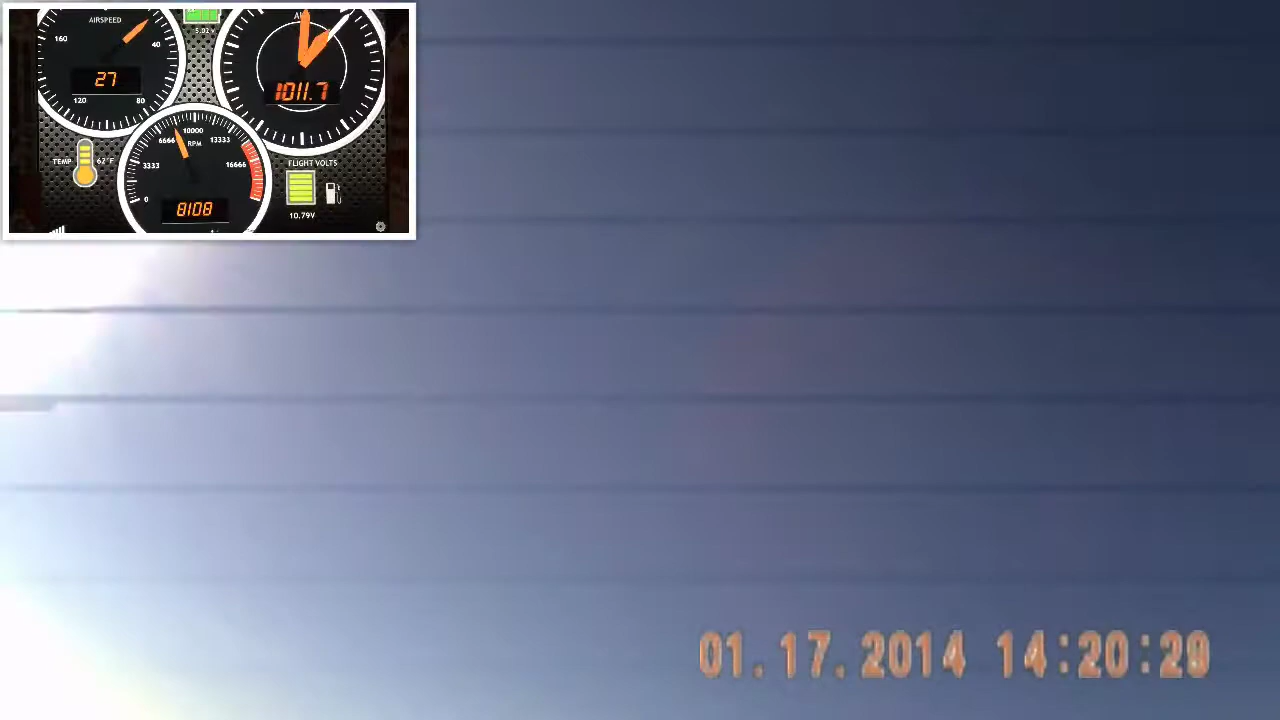 AIRSPEED
5.02 V
160
40
27
1011.7
120
80
10000
6666
13333
RPM
TEMP
62°F
3333
16666
FLIGHT VOLTS
0
8108
10.79V
01.17.2014 14:20:29